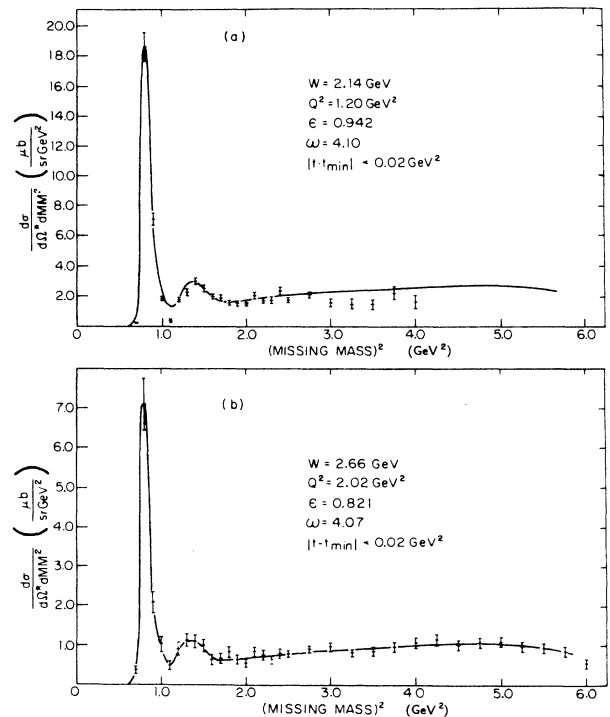 (a)
18.0
16.0
14.0
12.0
10.0
8.0
6.0
4.0
2.0
dσ
dΩ*dMM²
( μb
sr GeV² )
W = 2.14 GeV
Q² = 1.20 GeV²
ϵ = 0.942
ω = 4.10
|t-t min| < 0.02 GeV²
0 1.0 2.0 3.0 4.0 5.0 6.0
(MISSING MASS)² (GeV²)
(b)
7.0
6.0
5.0
4.0
3.0
2.0
1.0
dσ
dΩ*dMM²
( μb
sr GeV² )
W = 2.66 GeV
Q² = 2.02 GeV²
ϵ = 0.821
ω = 4.07
|t-t min| < 0.02 GeV²
0 1.0 2.0 3.0 4.0 5.0 6.0
(MISSING MASS)² (GeV²)